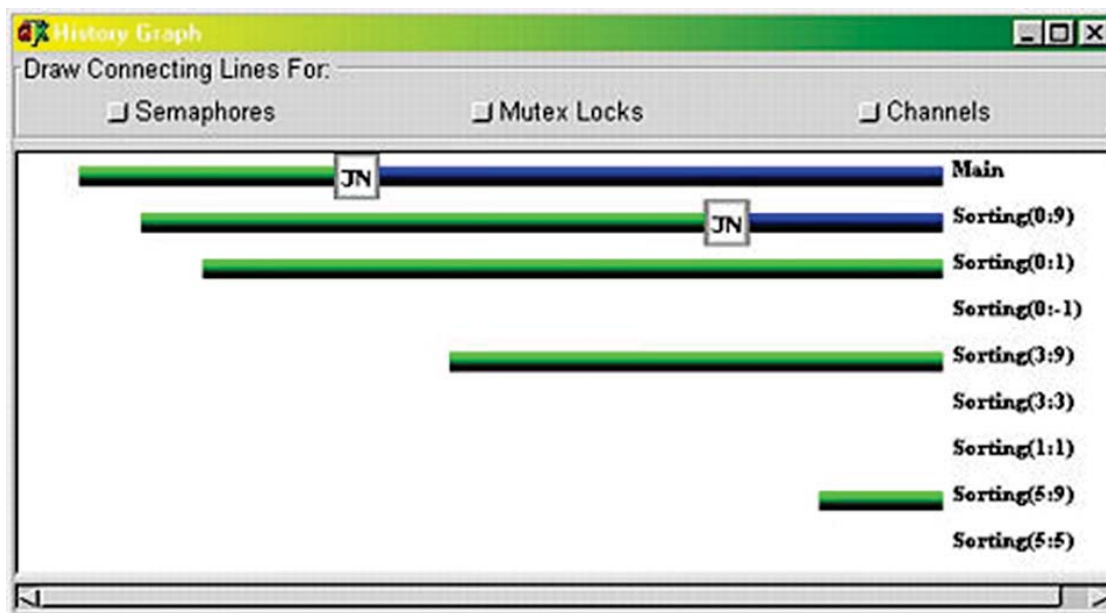 History Graph
Draw Connecting Lines For:
Semaphores Mutex Locks Channels
JN Main
JN Sorting(0:9)
Sorting(0:1)
Sorting(0:-1)
Sorting(3:9)
Sorting(3:3)
Sorting(1:1)
Sorting(5:9)
Sorting(5:5)